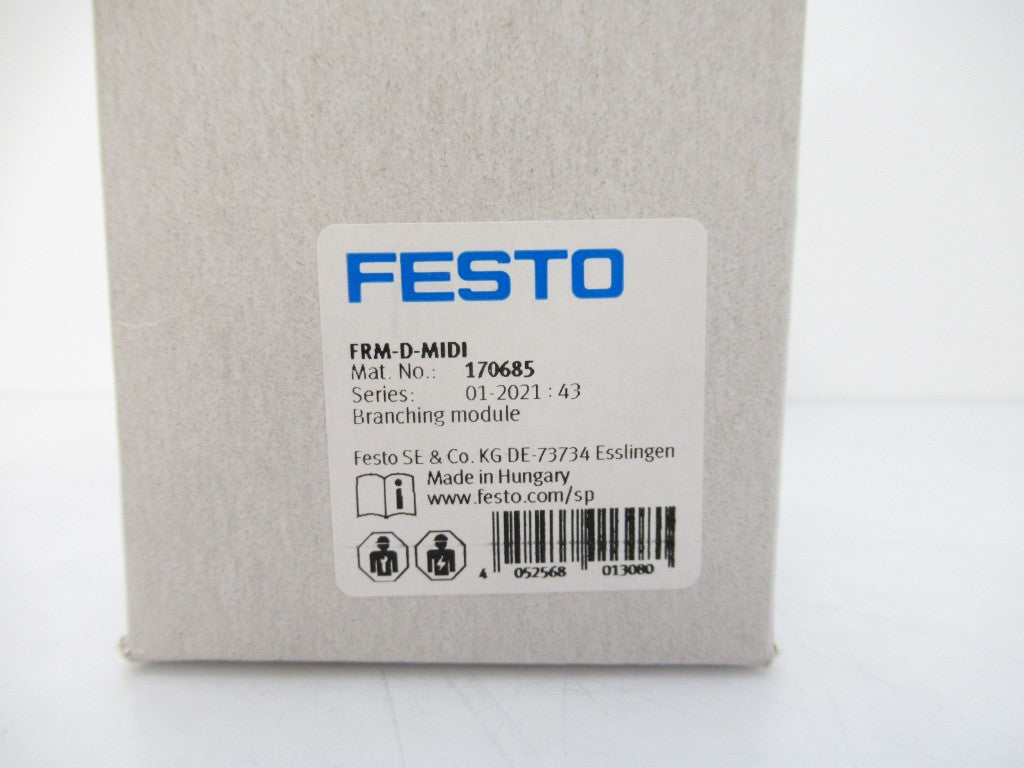 FESTO
FRM-D-MIDI
Mat. No.: 170685
Series: 01-2021 : 43
Branching module
Festo SE & Co. KG DE-73734 Esslingen
Made in Hungary
www.festo.com/sp
4 052568 013080